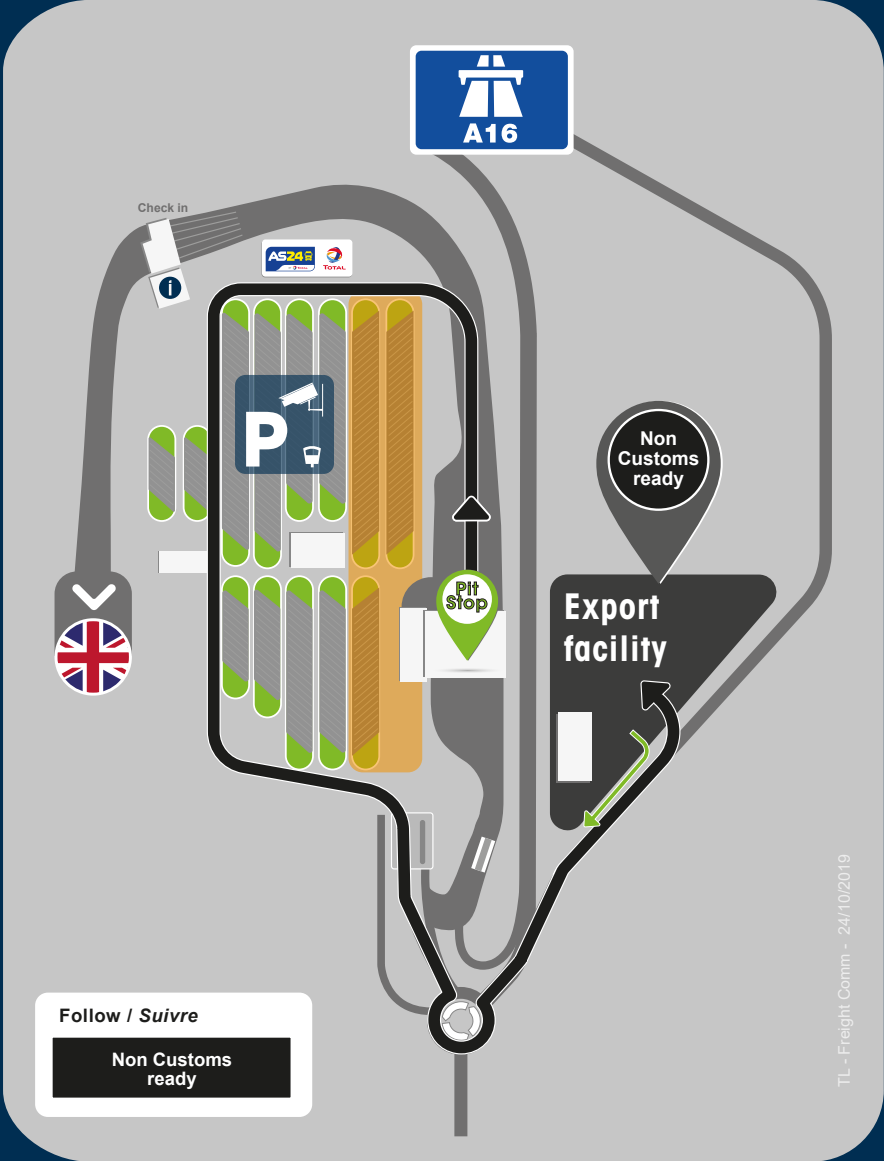 A16
Check in
i
AS24
TOTAL
P
Non
Customs
ready
Pit
Stop
Export
facility
Follow / Suivre
Non Customs
ready
TL - Freight Comm - 24/10/2019